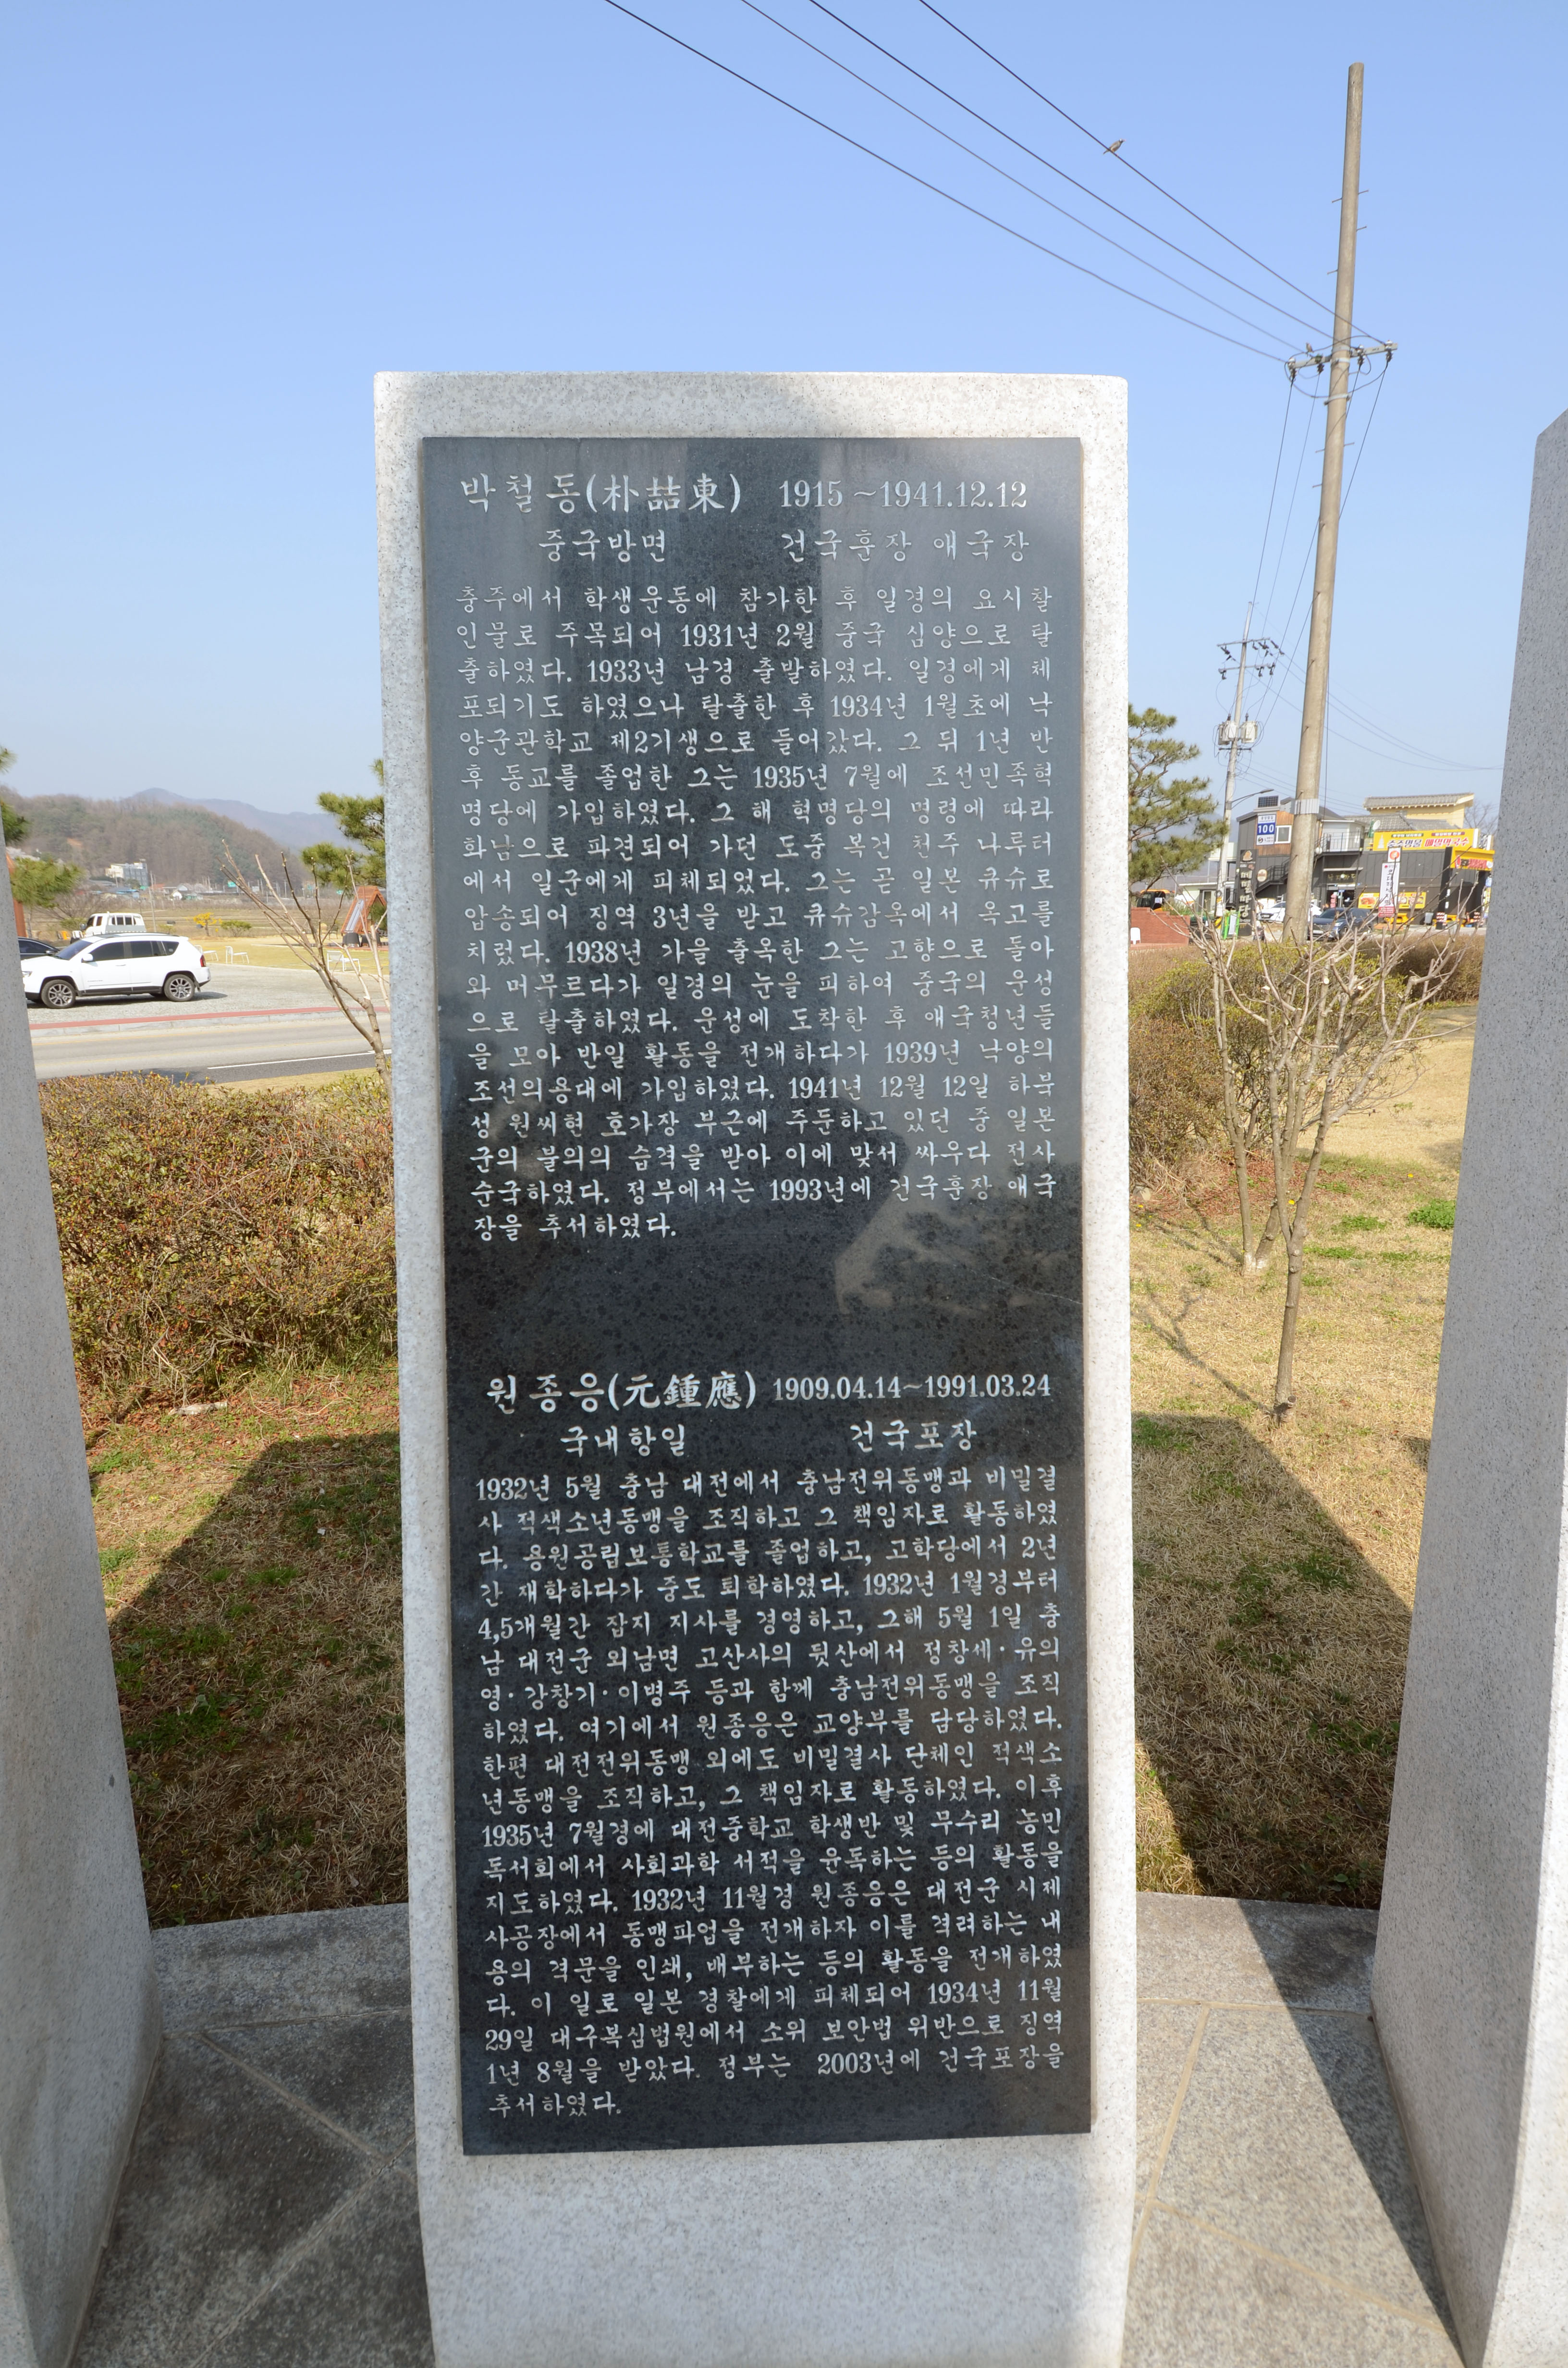 박철동(朴喆東) 1915 ~1941.12.12
중국방면 건국훈장 애국장
충주에서 학생운동에 참가한 후 일경의 요시찰
인물로 주목되어 1931년 2월 중국 심양으로 탈
출하였다. 1933년 남경 출발하였다. 일경에게 체
포되기도 하였으나 탈출한 후 1934년 1월초에 낙
양군관학교 제2기생으로 들어갔다. 그 뒤 1년 반
후 동교를 졸업한 그는 1935년 7월에 조선민족혁
명당에 가입하였다. 그 해 혁명당의 명령에 따라
화남으로 파견되어 가던 도중 복건 천주 나루터
에서 일군에게 피체되었다. 그는 곧 일본 큐슈로
압송되어 징역 3년을 받고 큐슈감옥에서 옥고를
치렀다. 1938년 가을 출옥한 그는 고향으로 돌아
와 머무르다가 일경의 눈을 피하여 중국의 운성
으로 탈출하였다. 운성에 도착한 후 애국청년들
을 모아 반일 활동을 전개하다가 1939년 낙양의
조선의용대에 가입하였다. 1941년 12월 12일 하북
성 원씨현 호가장 부근에 주둔하고 있던 중 일본
군의 불의의 습격을 받아 이에 맞서 싸우다 전사
순국하였다. 정부에서는 1993년에 건국훈장 애국
장을 추서하였다.
원종응(元鍾應) 1909.04.14~1991.03.24
국내항일 건국포장
1932년 5월 충남 대전에서 충남전위동맹과 비밀결
사 적색소년동맹을 조직하고 그 책임자로 활동하였
다. 용원공립보통학교를 졸업하고, 고학당에서 2년
간 재학하다가 중도 퇴학하였다. 1932년 1월경부터
4,5개월간 잡지 지사를 경영하고, 그해 5월 1일 충
남 대전군 외남면 고산사의 뒷산에서 정창세·유의
영·강창기·이병주 등과 함께 충남전위동맹을 조직
하였다. 여기에서 원종응은 교양부를 담당하였다.
한편 대전전위동맹 외에도 비밀결사 단체인 적색소
년동맹을 조직하고, 그 책임자로 활동하였다. 이후
1935년 7월경에 대전중학교 학생반 및 무수리 농민
독서회에서 사회과학 서적을 윤독하는 등의 활동을
지도하였다. 1932년 11월경 원종응은 대전군 시제
사공장에서 동맹파업을 전개하자 이를 격려하는 내
용의 격문을 인쇄, 배부하는 등의 활동을 전개하였
다. 이 일로 일본 경찰에게 피체되어 1934년 11월
29일 대구복심법원에서 소위 보안법 위반으로 징역
1년 8월을 받았다. 정부는 2003년에 건국포장을
추서하였다.
100